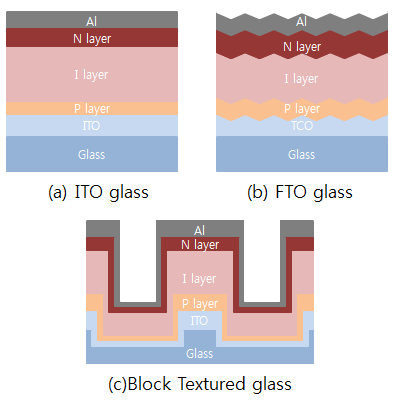 Al
N layer
I layer
P layer
ITO
Glass
(a) ITO glass
Al
N layer
I layer
P layer
TCO
Glass
(b) FTO glass
Al
N layer
I layer
P layer
ITO
Glass
(c)Block Textured glass